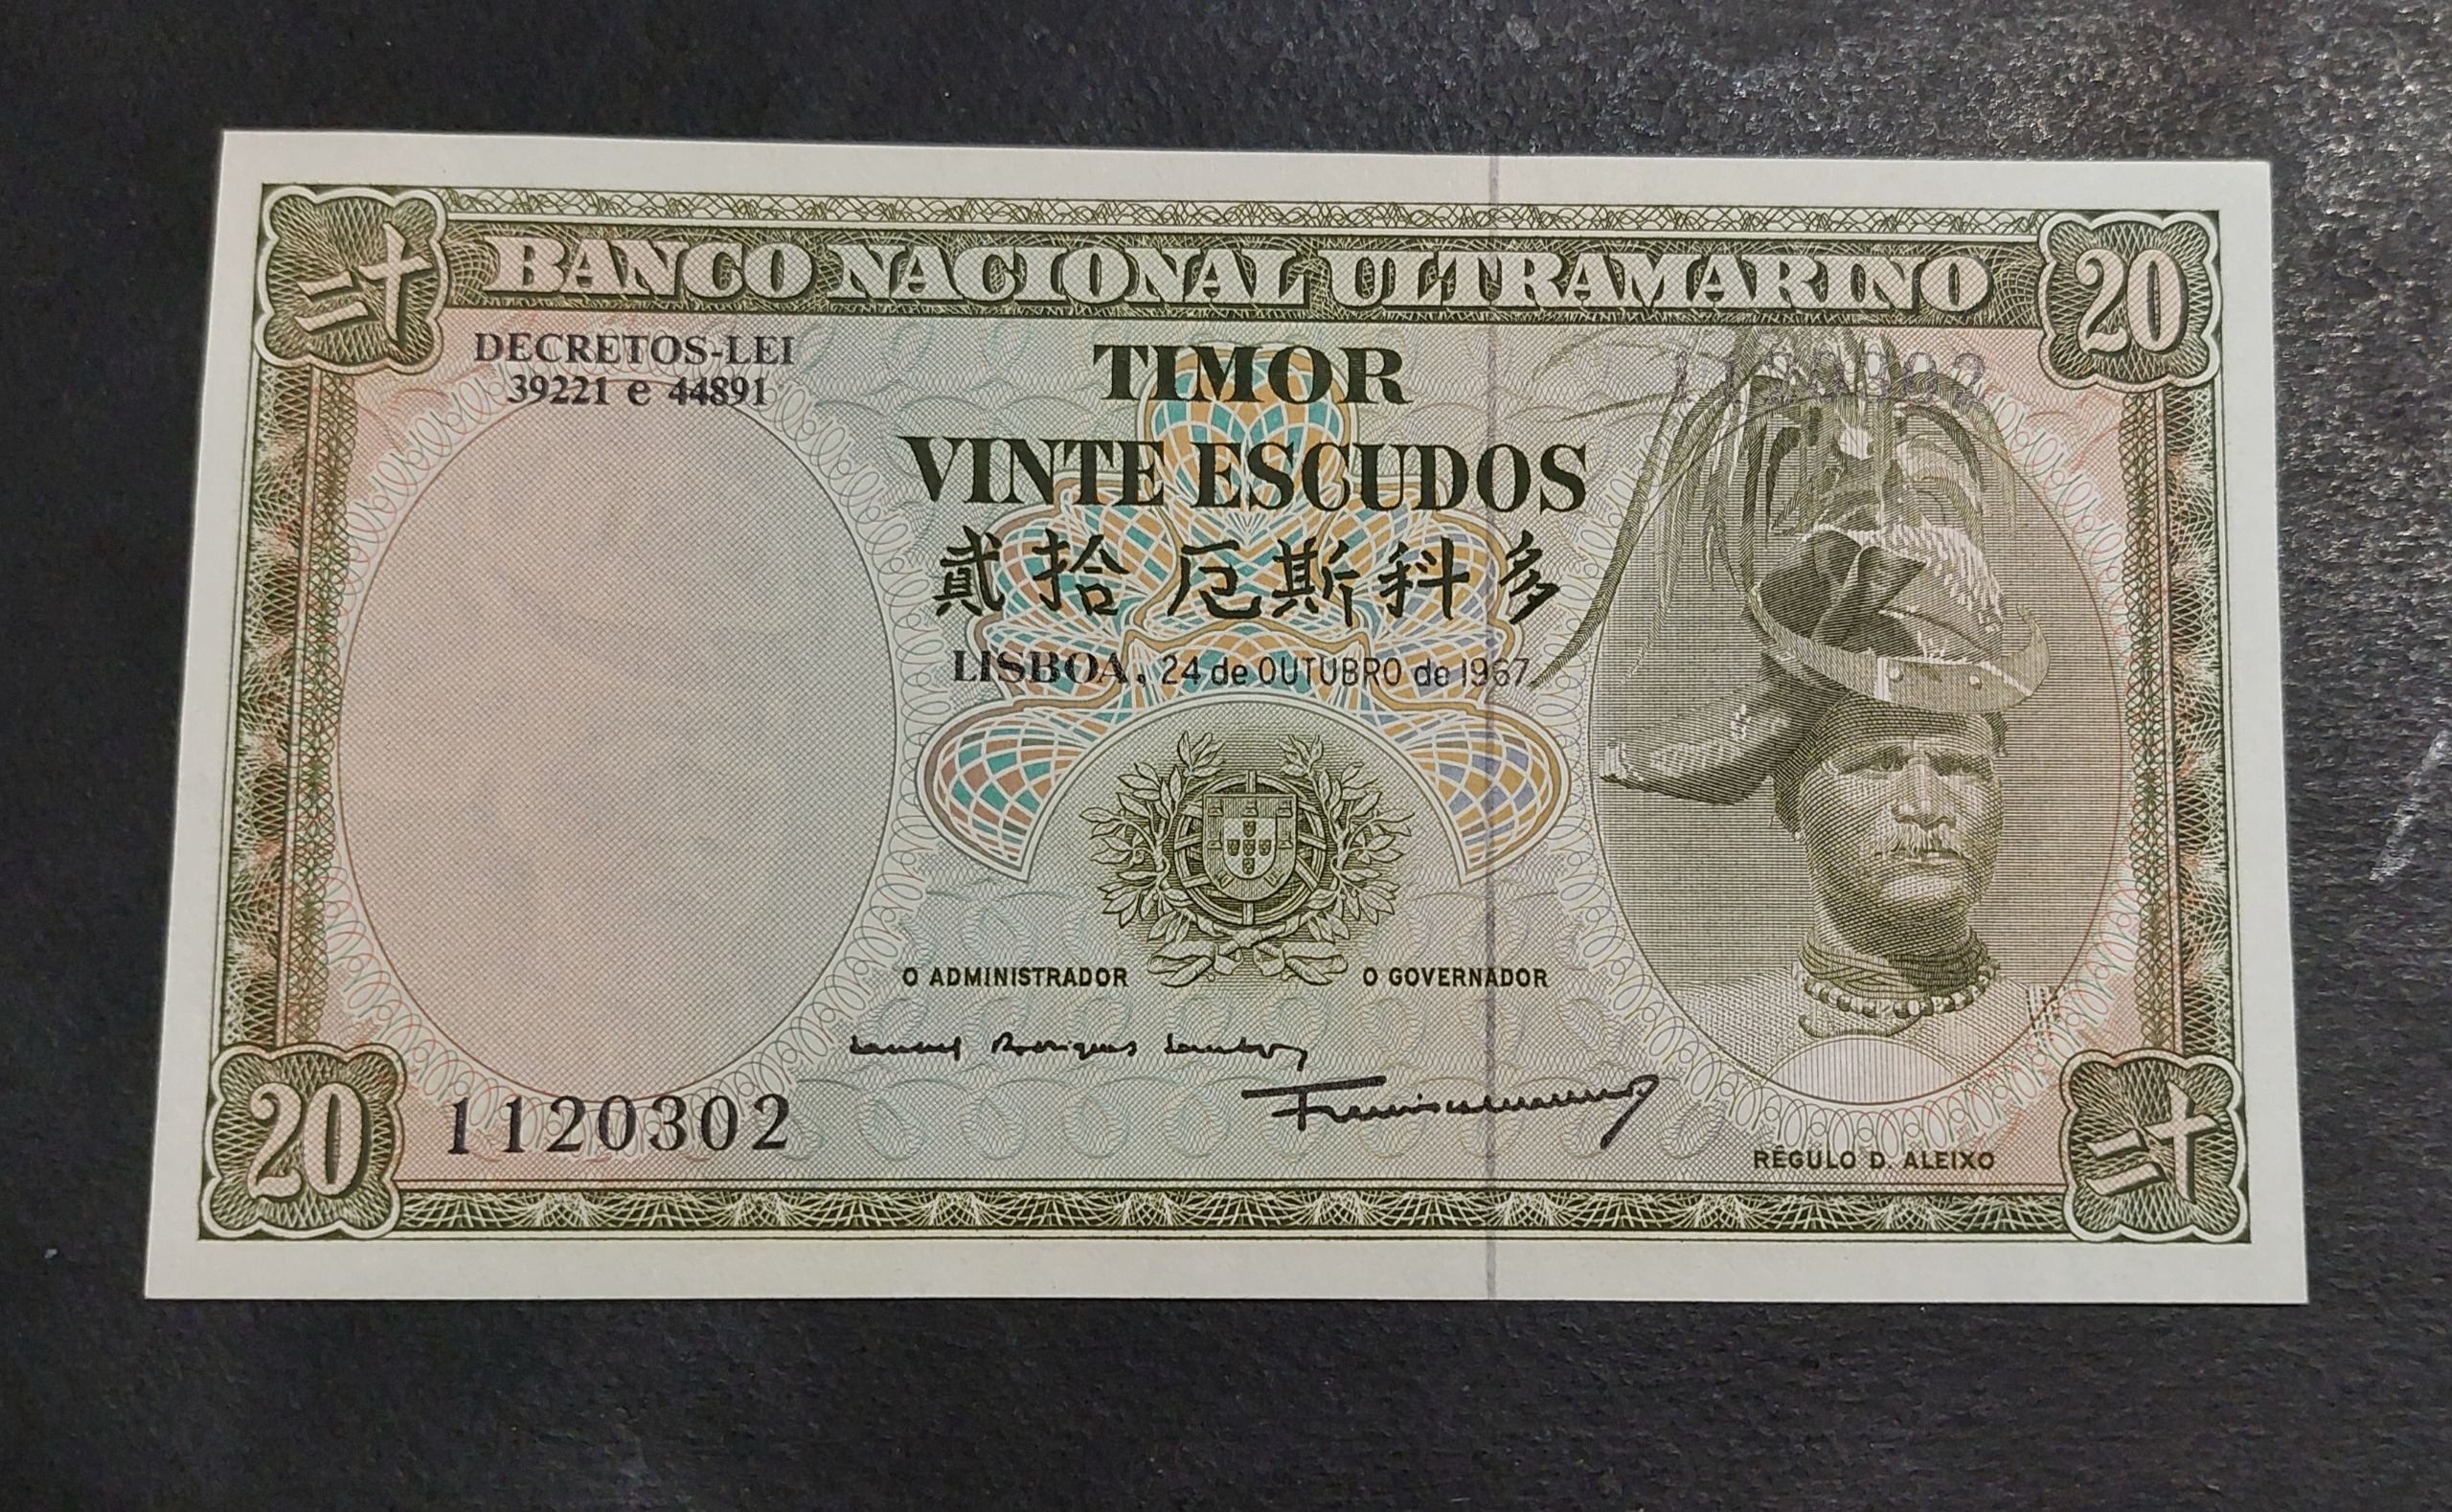 二十
BANCO NACIONAL ULTRAMARINO
20
DECRETOS-LEI
39221 e 44891
TIMOR
1120302
VINTE ESCUDOS
貳拾厄斯科多
LISBOA, 24 de OUTUBRO de 1967
O ADMINISTRADOR
O GOVERNADOR
20
1120302
RÉGULO D. ALEIXO
二十